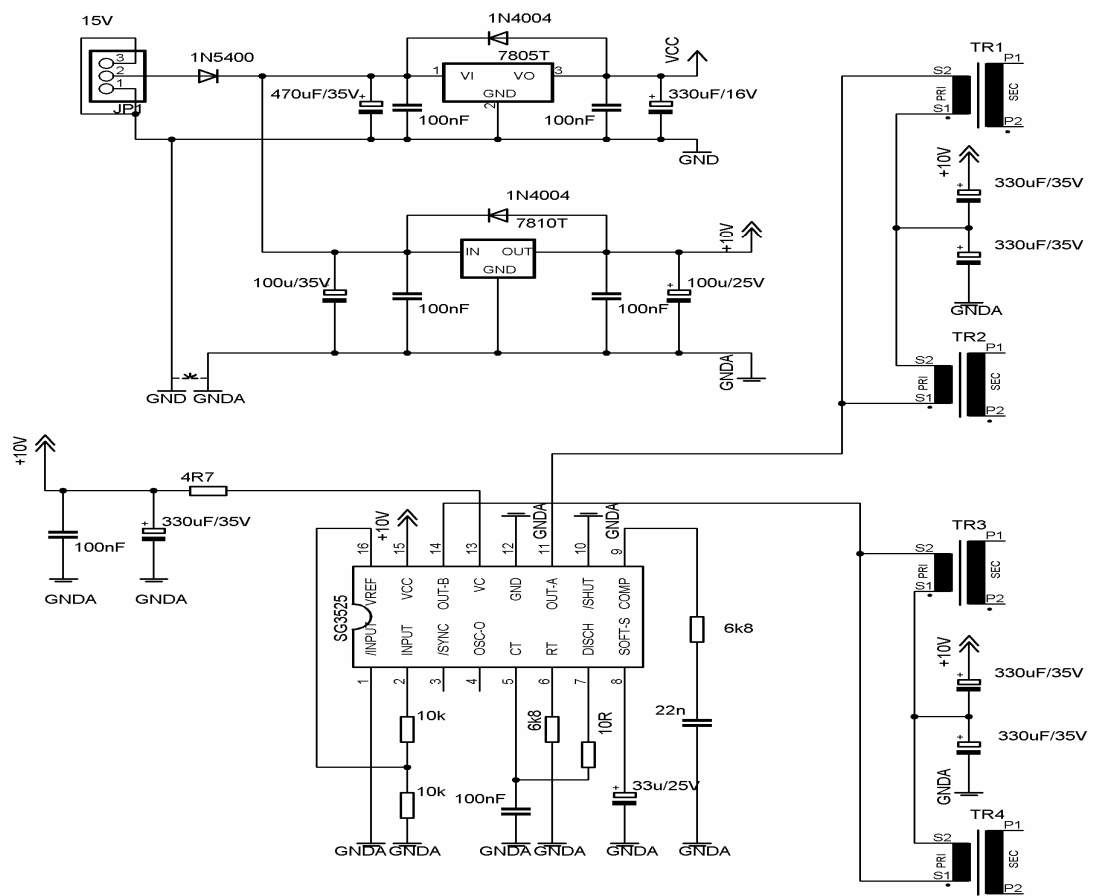 15V
3
2
1
JP1
1N5400
1N4004
7805T
1
VI
VO
3
GND
2
VCC
470uF/35V
+
100nF
100nF
+
330uF/16V
GND
1N4004
7810T
IN
OUT
GND
+10V
100u/35V
+
100nF
100nF
+
100u/25V
GND
GNDA
GNDA
TR1
P1
S2
PRI
SEC
S1
P2
+10V
+
330uF/35V
+
330uF/35V
GNDA
TR2
P1
S2
PRI
SEC
S1
P2
+10V
4R7
100nF
+
330uF/35V
GNDA
GNDA
+10V
GNDA
GNDA
16
15
14
13
12
11
10
9
VREF
VCC
OUT-B
VC
GND
OUT-A
/SHUT
COMP
SG3525
/INPUT
INPUT
/SYNC
OSC-O
CT
RT
DISCH
SOFT-S
1
2
3
4
5
6
7
8
10k
10k
6k8
10R
100nF
+
33u/25V
6k8
22n
GNDA
GNDA
GNDA
GNDA
GNDA
GNDA
TR3
P1
S2
PRI
SEC
S1
P2
+10V
+
330uF/35V
+
330uF/35V
GNDA
TR4
P1
S2
PRI
SEC
S1
P2